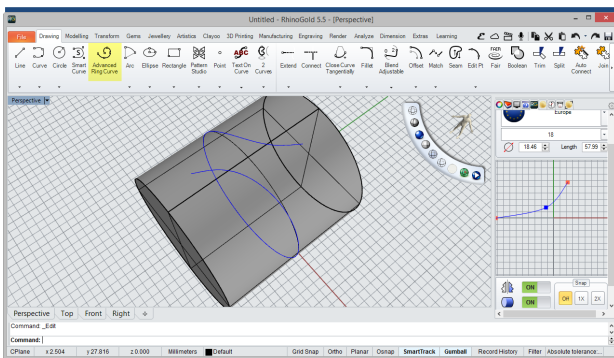 Untitled - RhinoGold 5.5 - [Perspective]
File Drawing Modelling Transform Gems Jewellery Artistica Clayoo 3D Printing Manufacturing Engraving Render Analyze Dimension Extras Learning
Line Curve Circle Smart Curve Advanced Ring Curve Arc Ellipse Rectangle Pattern Studio Point Text On Curve 2 Curves Extend Connect Close Curve Tangentially Fillet Blend Adjustable Offset Match Seam Edit Pt Fair Boolean Trim Split Auto Connect Join
Perspective
Europe
18
18.46 Length 57.99
Snap
ON
Off 1X 2X
ON
Perspective Top Front Right
Command: _Edit
Command:
CPlane x 2.504 y 27.816 z 0.000 Millimeters Default Grid Snap Ortho Planar Osnap SmartTrack Gumball Record History Filter Absolute tolerance...